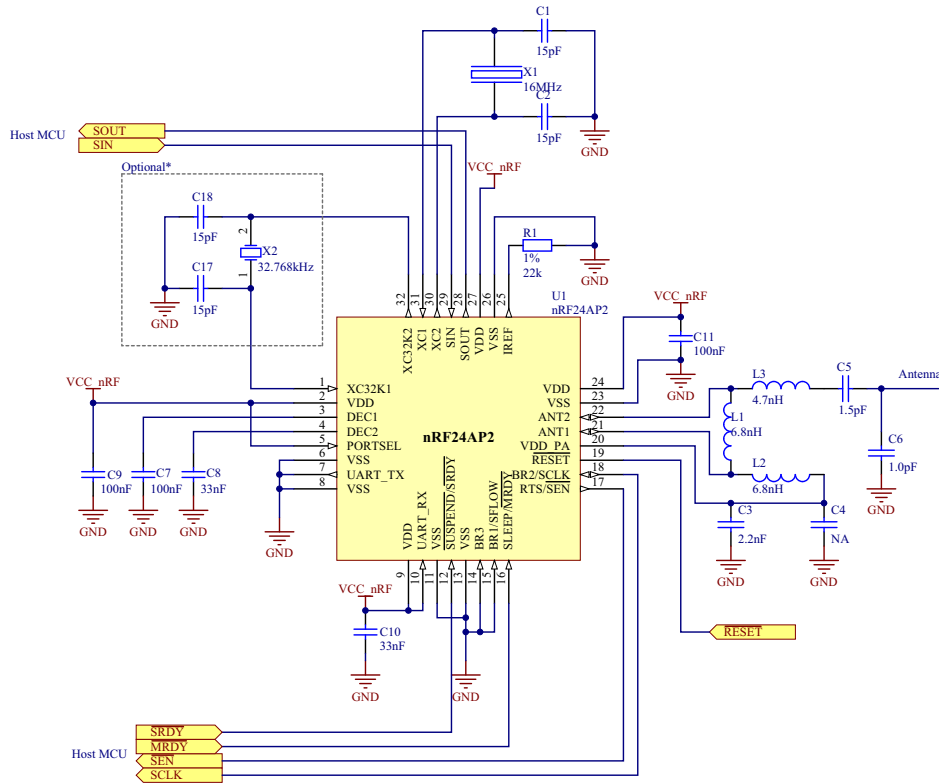 C1
15pF
X1
16MHz
C2
15pF
GND
Host MCU
SOUT
SIN
VCC_nRF
Optional*
C18
15pF
2
X2
32.768kHz
1
C17
15pF
GND
R1
1%
22k
GND
32
31
30
29
28
27
26
25
U1
nRF24AP2
XC32K2
XC1
XC2
SIN
SOUT
VDD
VSS
IREF
VCC_nRF
C11
100nF
GND
VCC_nRF
1
2
3
4
5
6
7
8
XC32K1
VDD
DEC1
DEC2
PORTSEL
VSS
UART_TX
VSS
nRF24AP2
VDD
VSS
ANT2
ANT1
VDD_PA
RESET
BR2/SCLK
RTS/SEN
24
23
22
21
20
19
18
17
L3
4.7nH
C5
1.5pF
Antenna
L1
6.8nH
L2
6.8nH
C6
1.0pF
GND
C3
2.2nF
GND
C4
NA
GND
C9
100nF
GND
C7
100nF
GND
C8
33nF
GND
GND
VDD
UART_RX
VSS
SUSPEND/SRDY
VSS
BR3
BR1/SFLOW
SLEEP/MRDY
9
10
11
12
13
14
15
16
VCC_nRF
C10
33nF
GND
GND
RESET
Host MCU
SRDY
MRDY
SEN
SCLK